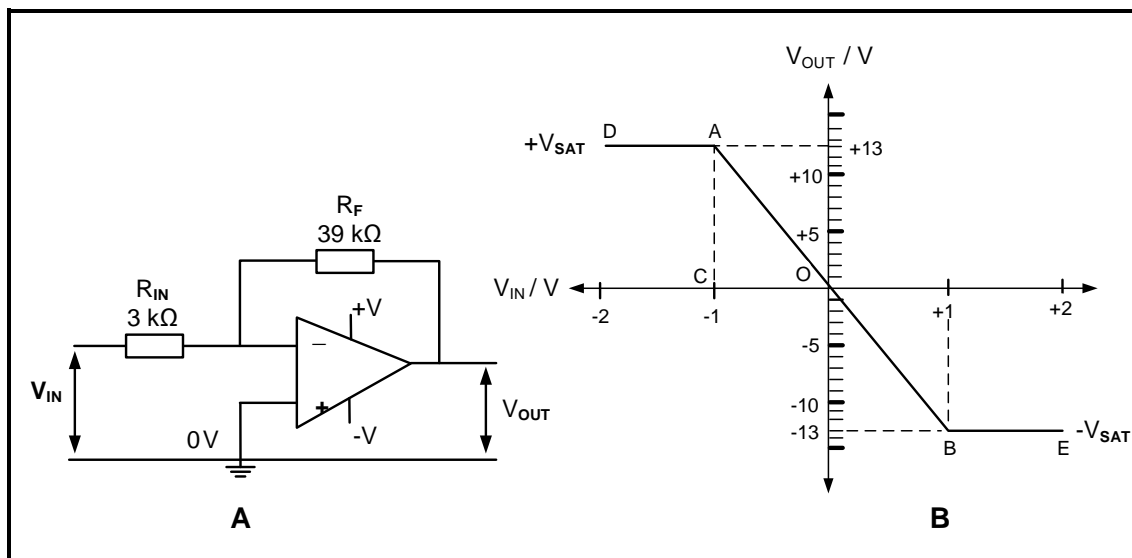 R_F
39 kΩ
R_IN
3 kΩ
+V
−
+
-V
V_IN
0 V
V_OUT
A
V_OUT / V
+V_SAT
D
A
+13
+10
+5
O
C
V_IN / V
-2
-1
+1
+2
-5
-10
-13
B
E
-V_SAT
B